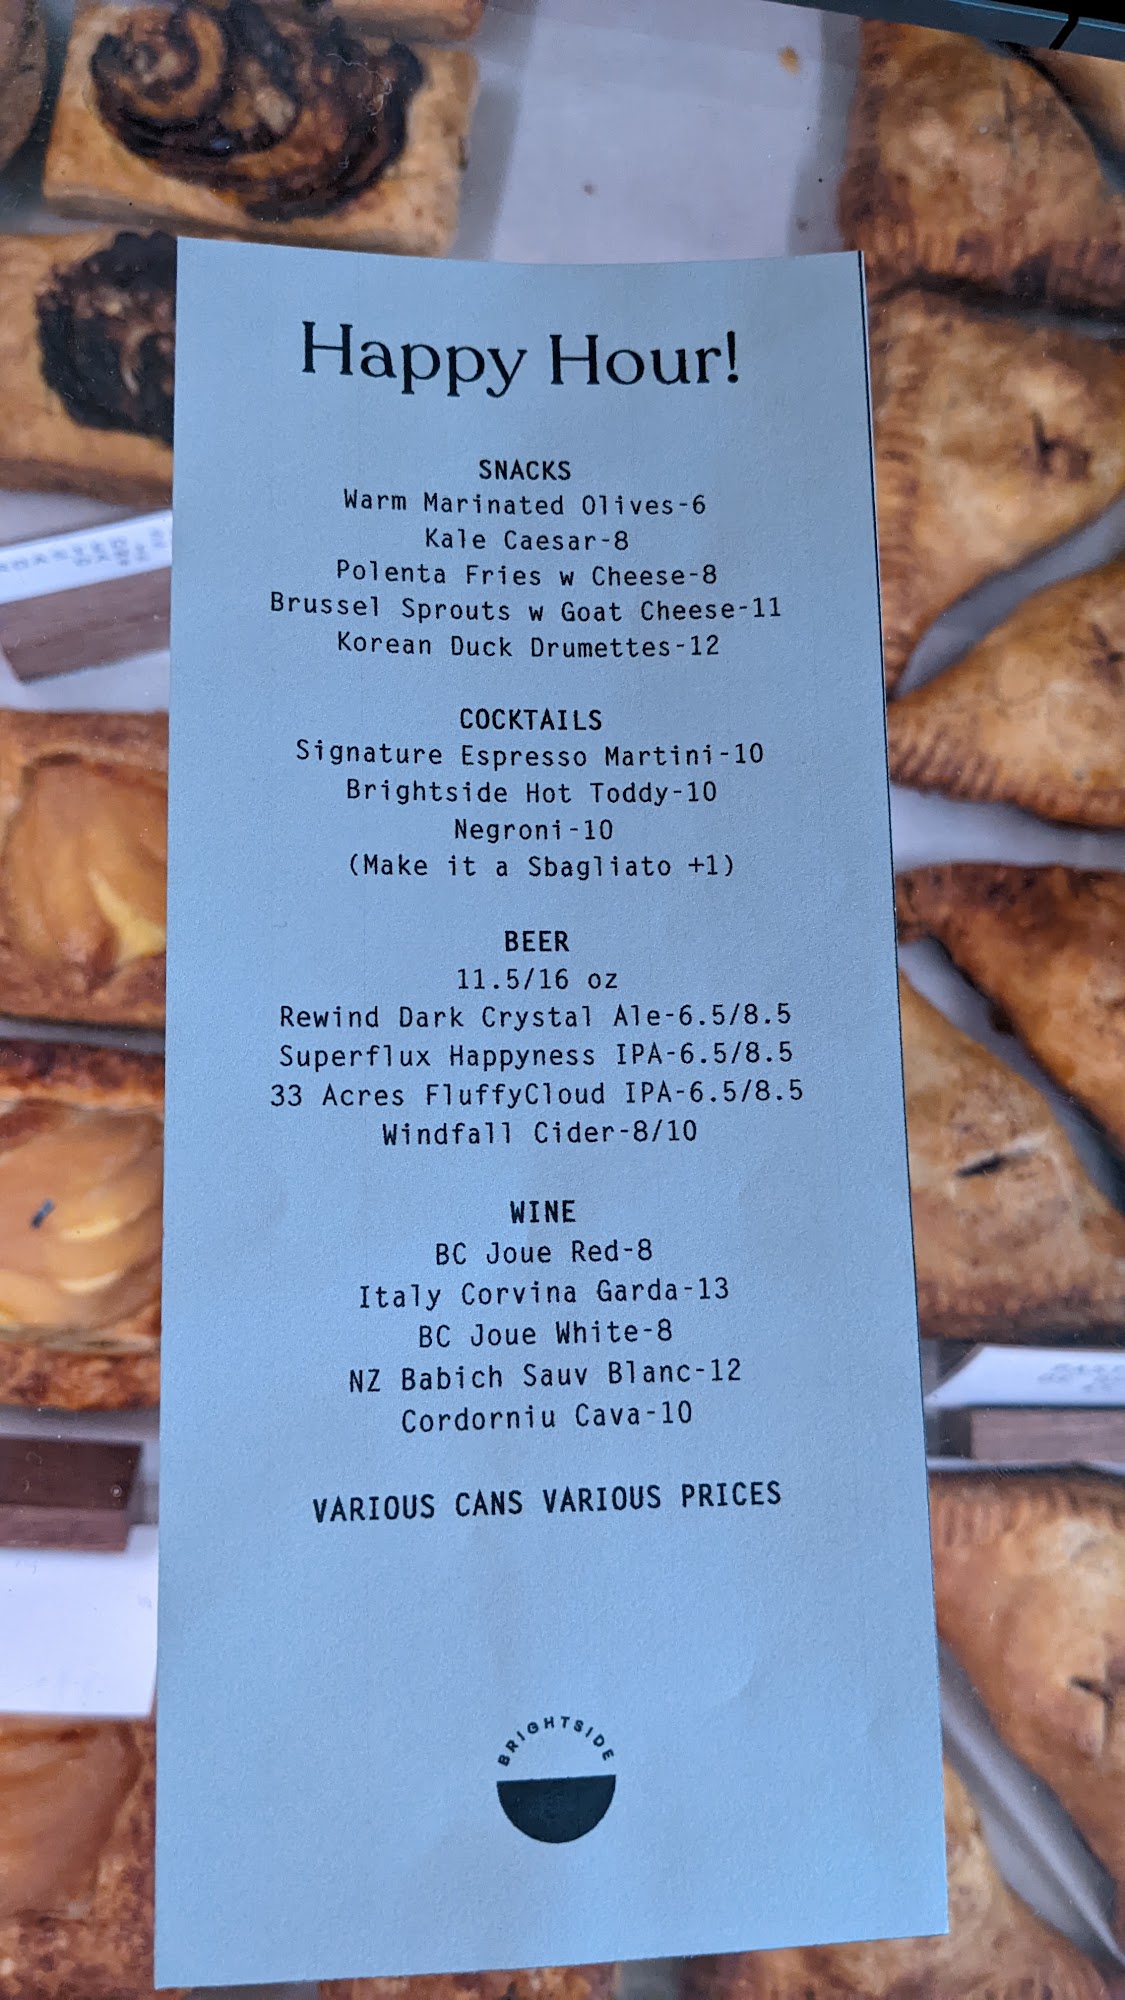 Happy Hour!
SNACKS
Warm Marinated Olives-6
Kale Caesar-8
Polenta Fries w Cheese-8
Brussel Sprouts w Goat Cheese-11
Korean Duck Drumettes-12
COCKTAILS
Signature Espresso Martini-10
Brightside Hot Toddy-10
Negroni-10
(Make it a Sbagliato +1)
BEER
11.5/16 oz
Rewind Dark Crystal Ale-6.5/8.5
Superflux Happyness IPA-6.5/8.5
33 Acres FluffyCloud IPA-6.5/8.5
Windfall Cider-8/10
WINE
BC Joue Red-8
Italy Corvina Garda-13
BC Joue White-8
NZ Babich Sauv Blanc-12
Cordorniu Cava-10
VARIOUS CANS VARIOUS PRICES
BRIGHTSIDE